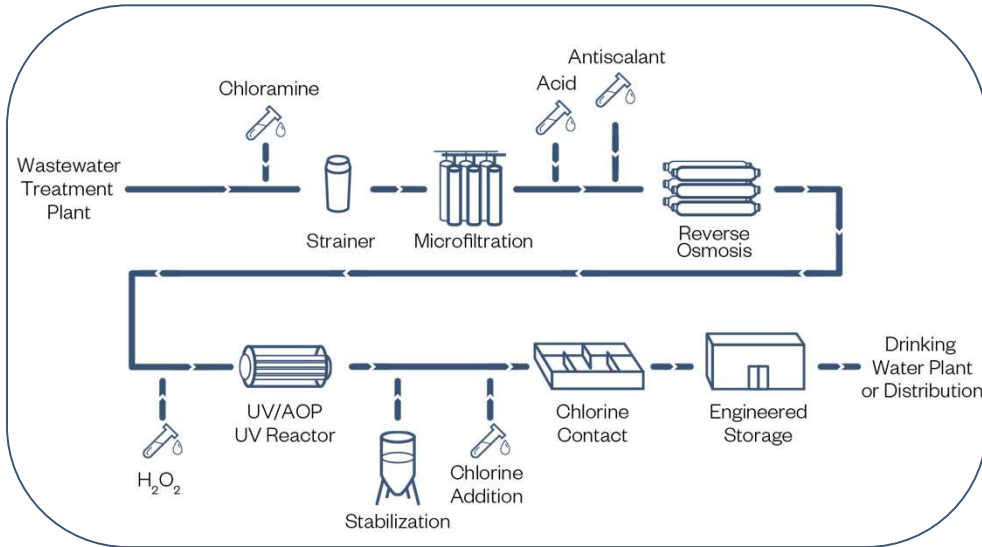 Antiscalant
Acid
Chloramine
Wastewater
Treatment
Plant
Strainer
Microfiltration
Reverse
Osmosis
UV/AOP
UV Reactor
H₂O₂
Stabilization
Chlorine
Addition
Chlorine
Contact
Engineered
Storage
Drinking
Water Plant
or Distribution